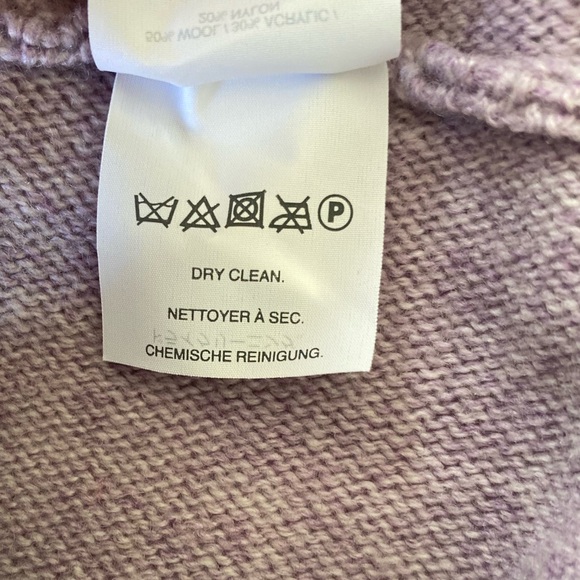 50% WOOL / 30% ACRYLIC /
20% NYLON
P
DRY CLEAN.
NETTOYER À SEC.
CHEMISCHE REINIGUNG.